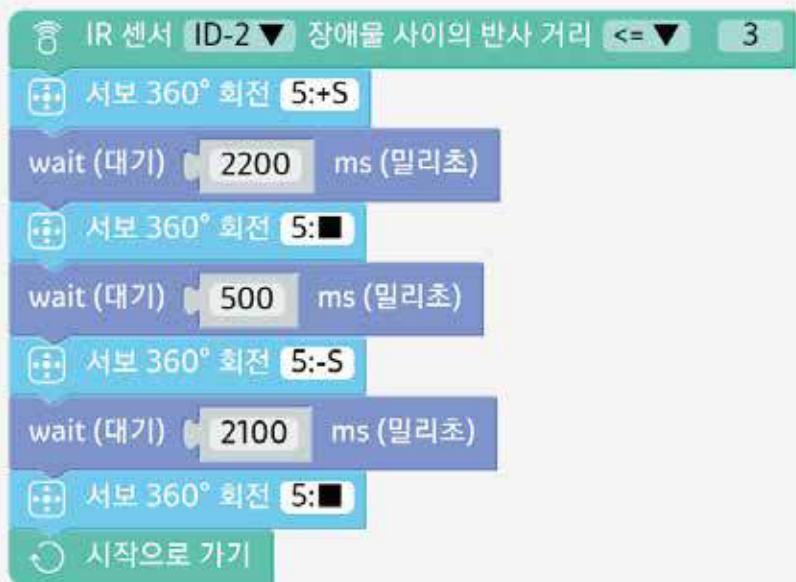 IR 센서 ID-2 ▼ 장애물 사이의 반사 거리 <= ▼ 3
서보 360° 회전 5:+S
wait (대기) 2200 ms (밀리초)
서보 360° 회전 5:■
wait (대기) 500 ms (밀리초)
서보 360° 회전 5:-S
wait (대기) 2100 ms (밀리초)
서보 360° 회전 5:■
시작으로 가기